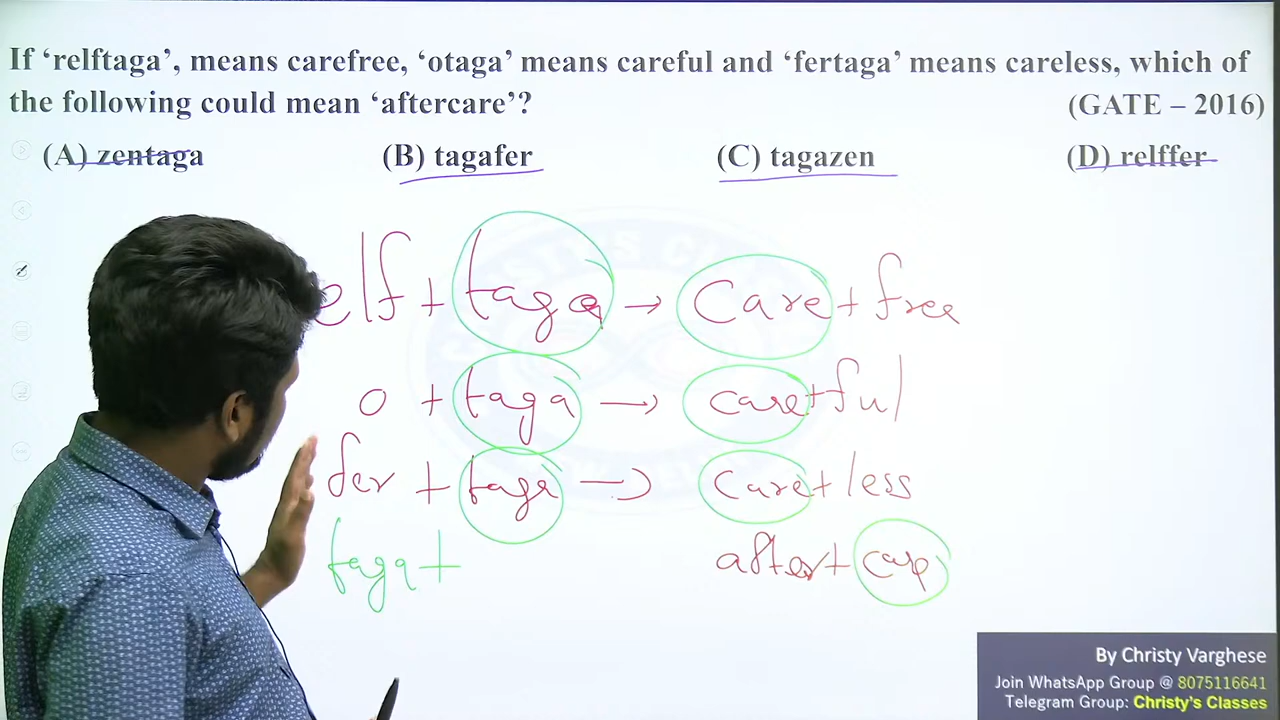 If ‘relftaga’, means carefree, ‘otaga’ means careful and ‘fertaga’ means careless, which of
the following could mean ‘aftercare’? (GATE – 2016)
(A) zentaga (B) tagafer (C) tagazen (D) relffer
elf + taga → Care + free
o + taga → care+ful
fer + taga → Care + less
taga + after + care
By Christy Varghese
Join WhatsApp Group @ 8075116641
Telegram Group: Christy's Classes